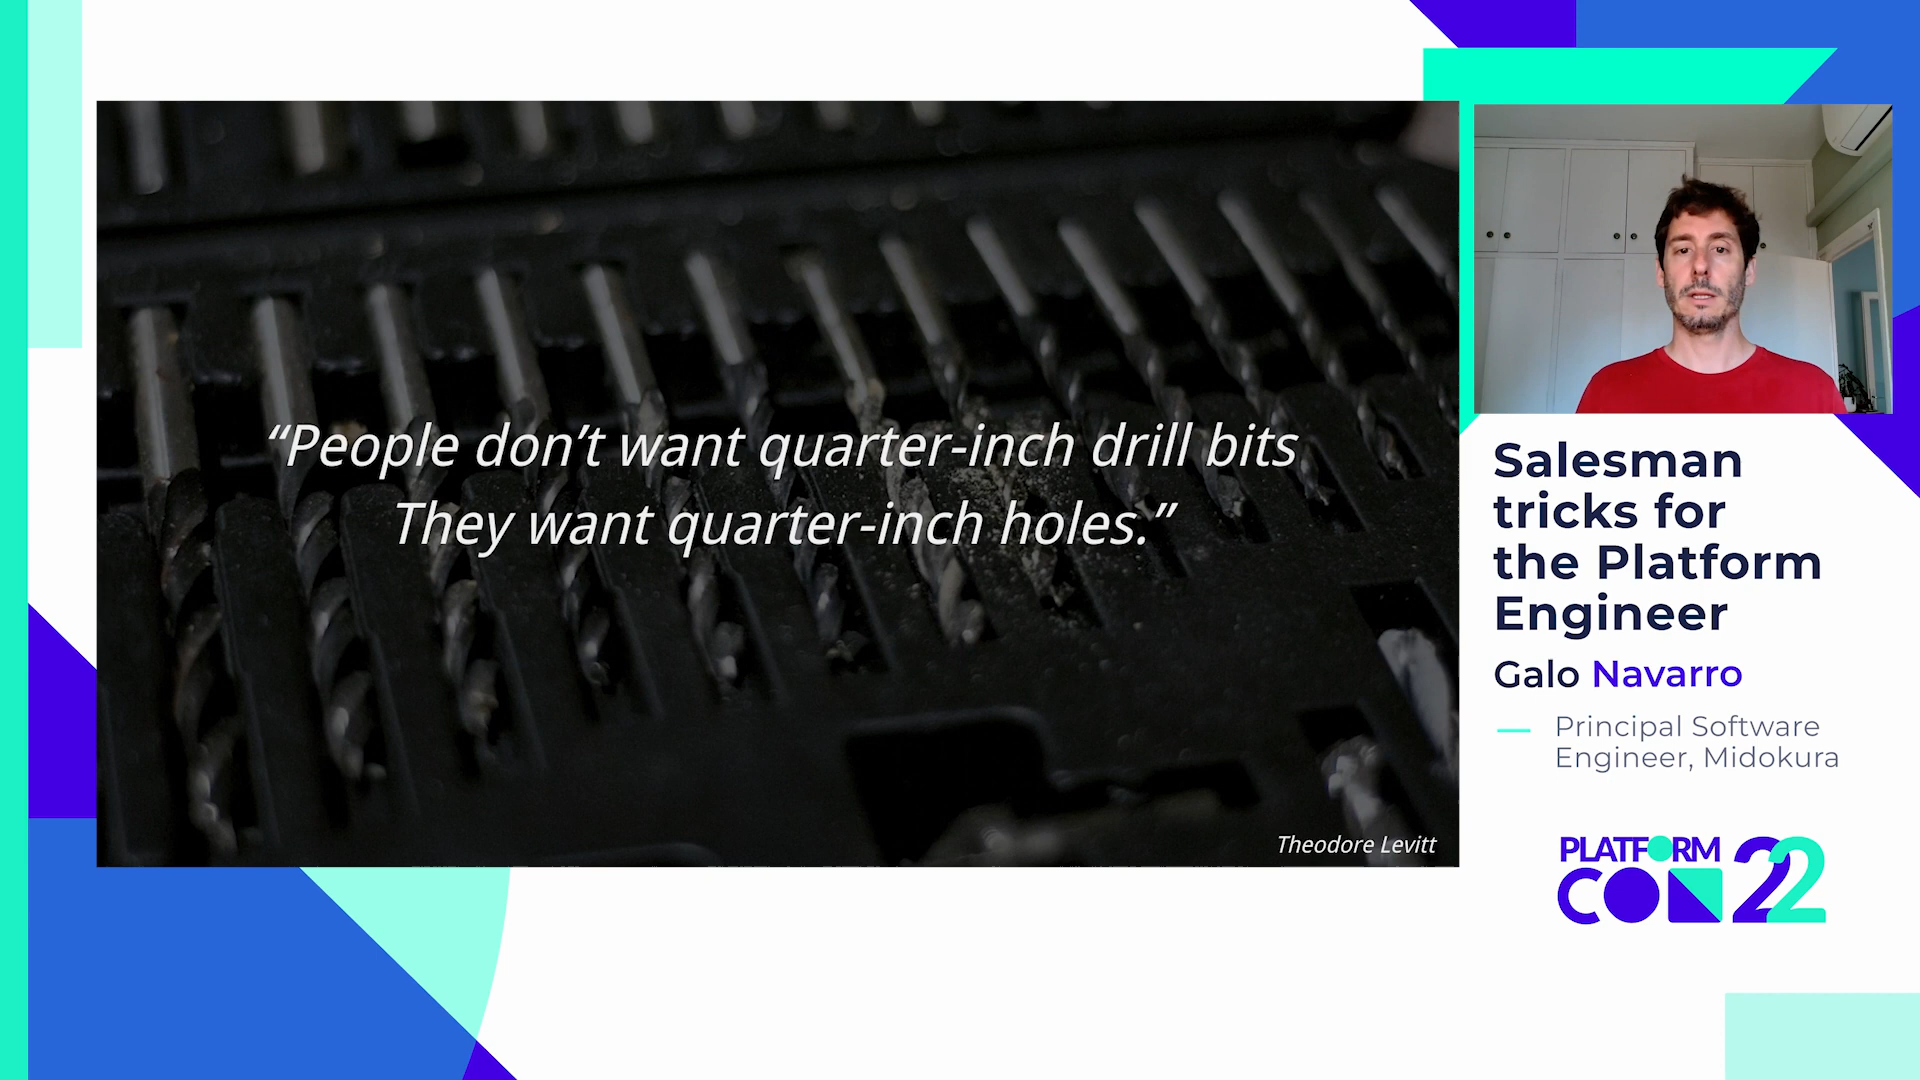 “People don’t want quarter-inch drill bits
They want quarter-inch holes.”
Theodore Levitt
Salesman
tricks for
the Platform
Engineer
Galo Navarro
Principal Software
Engineer, Midokura
PLATFORM
CON 22